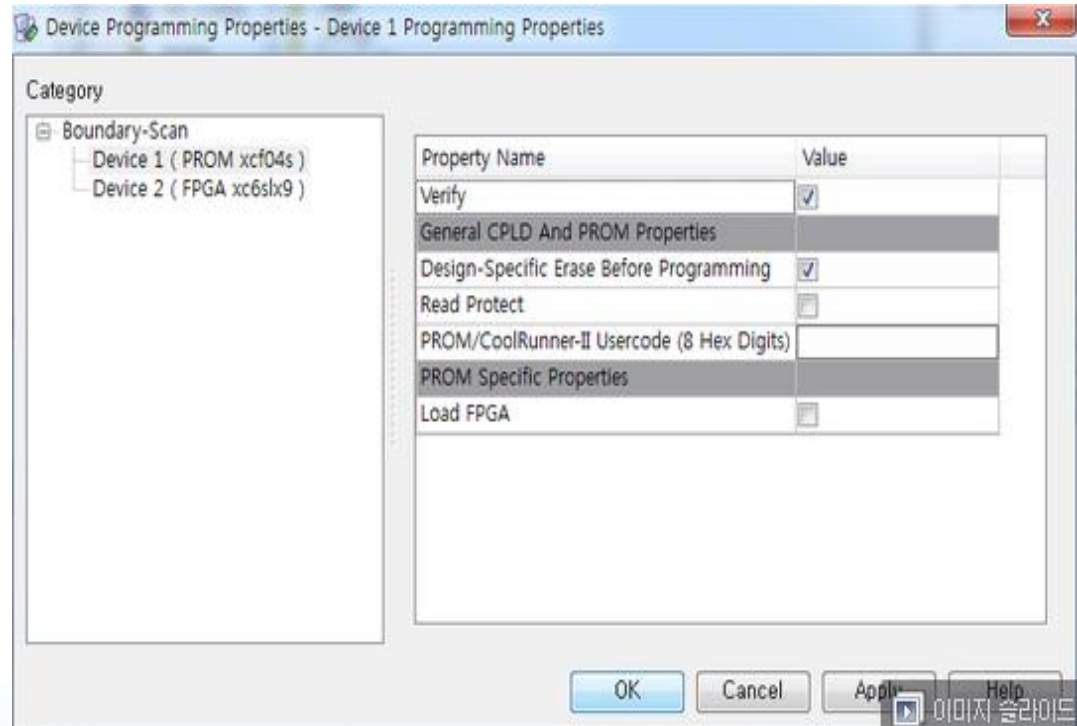 Device Programming Properties - Device 1 Programming Properties
Category
Boundary-Scan
Device 1 ( PROM xcf04s )
Device 2 ( FPGA xc6slx9 )
Property Name Value
Verify
General CPLD And PROM Properties
Design-Specific Erase Before Programming
Read Protect
PROM/CoolRunner-II Usercode (8 Hex Digits)
PROM Specific Properties
Load FPGA
OK Cancel Apply Help
이미지 슬라이드